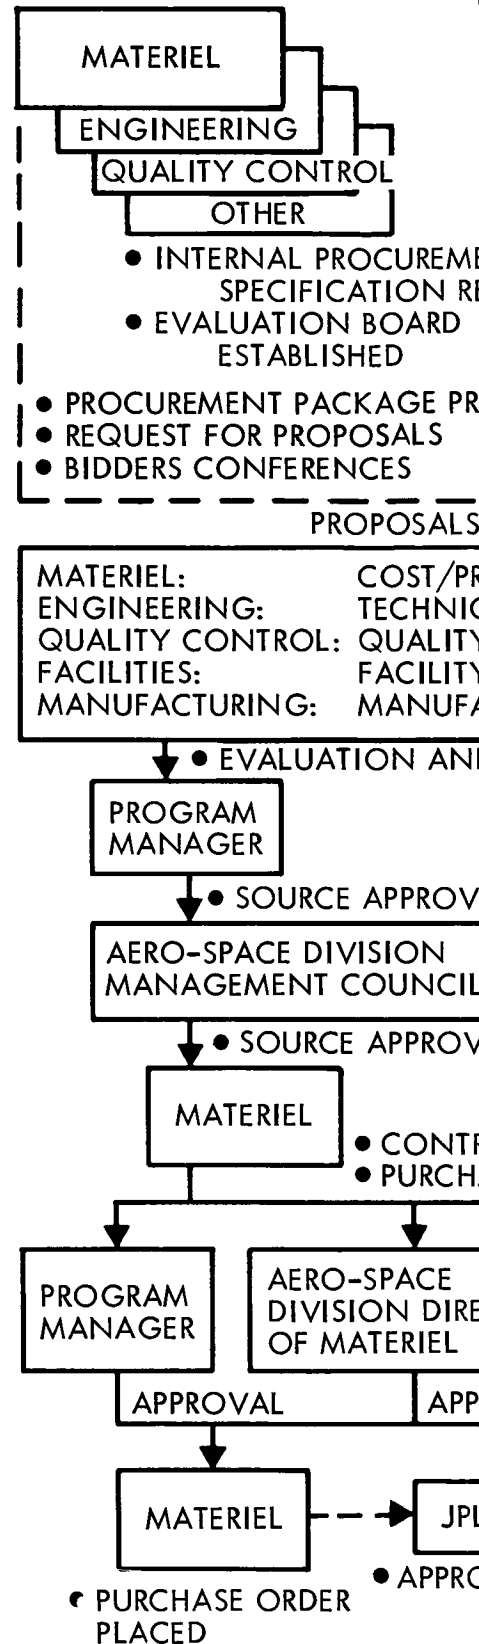 MATERIEL
ENGINEERING
QUALITY CONTROL
OTHER
• INTERNAL PROCUREME
SPECIFICATION RE
• EVALUATION BOARD
ESTABLISHED
• PROCUREMENT PACKAGE PR
• REQUEST FOR PROPOSALS
• BIDDERS CONFERENCES
PROPOSALS
MATERIEL: COST/PR
ENGINEERING: TECHNIC
QUALITY CONTROL: QUALITY
FACILITIES: FACILITY
MANUFACTURING: MANUFA
• EVALUATION AN
PROGRAM
MANAGER
• SOURCE APPROV
AERO-SPACE DIVISION
MANAGEMENT COUNCIL
• SOURCE APPROV
MATERIEL
• CONTR
• PURCHA
PROGRAM
MANAGER
AERO-SPACE
DIVISION DIRE
OF MATERIEL
APPROVAL APP
MATERIEL
JPL
• APPRO
• PURCHASE ORDER
PLACED